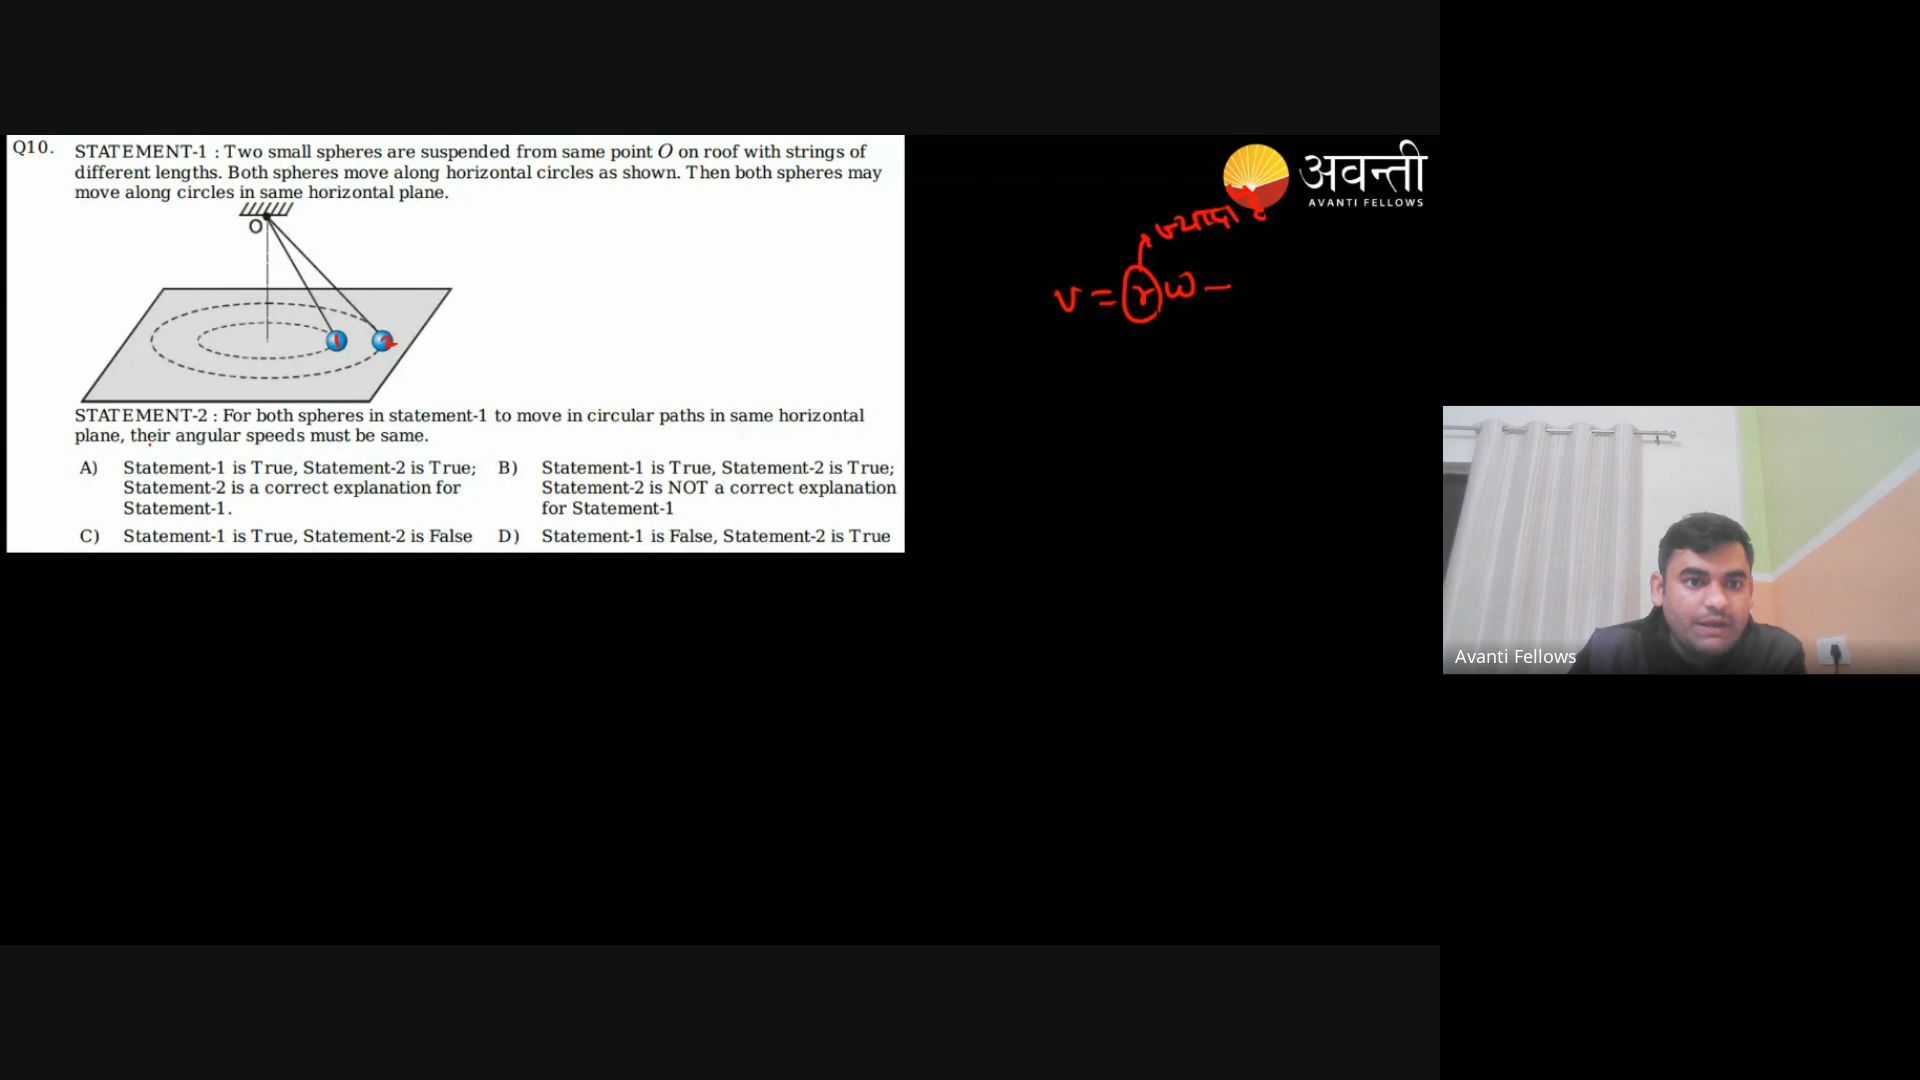 Q10. STATEMENT-1 : Two small spheres are suspended from same point O on roof with strings of
different lengths. Both spheres move along horizontal circles as shown. Then both spheres may
move along circles in same horizontal plane.
O
1 2
STATEMENT-2 : For both spheres in statement-1 to move in circular paths in same horizontal
plane, their angular speeds must be same.
A) Statement-1 is True, Statement-2 is True;
Statement-2 is a correct explanation for
Statement-1.
B) Statement-1 is True, Statement-2 is True;
Statement-2 is NOT a correct explanation
for Statement-1
C) Statement-1 is True, Statement-2 is False
D) Statement-1 is False, Statement-2 is True
अवन्ती
AVANTI FELLOWS
ज्यादा है
v = rω –
Avanti Fellows